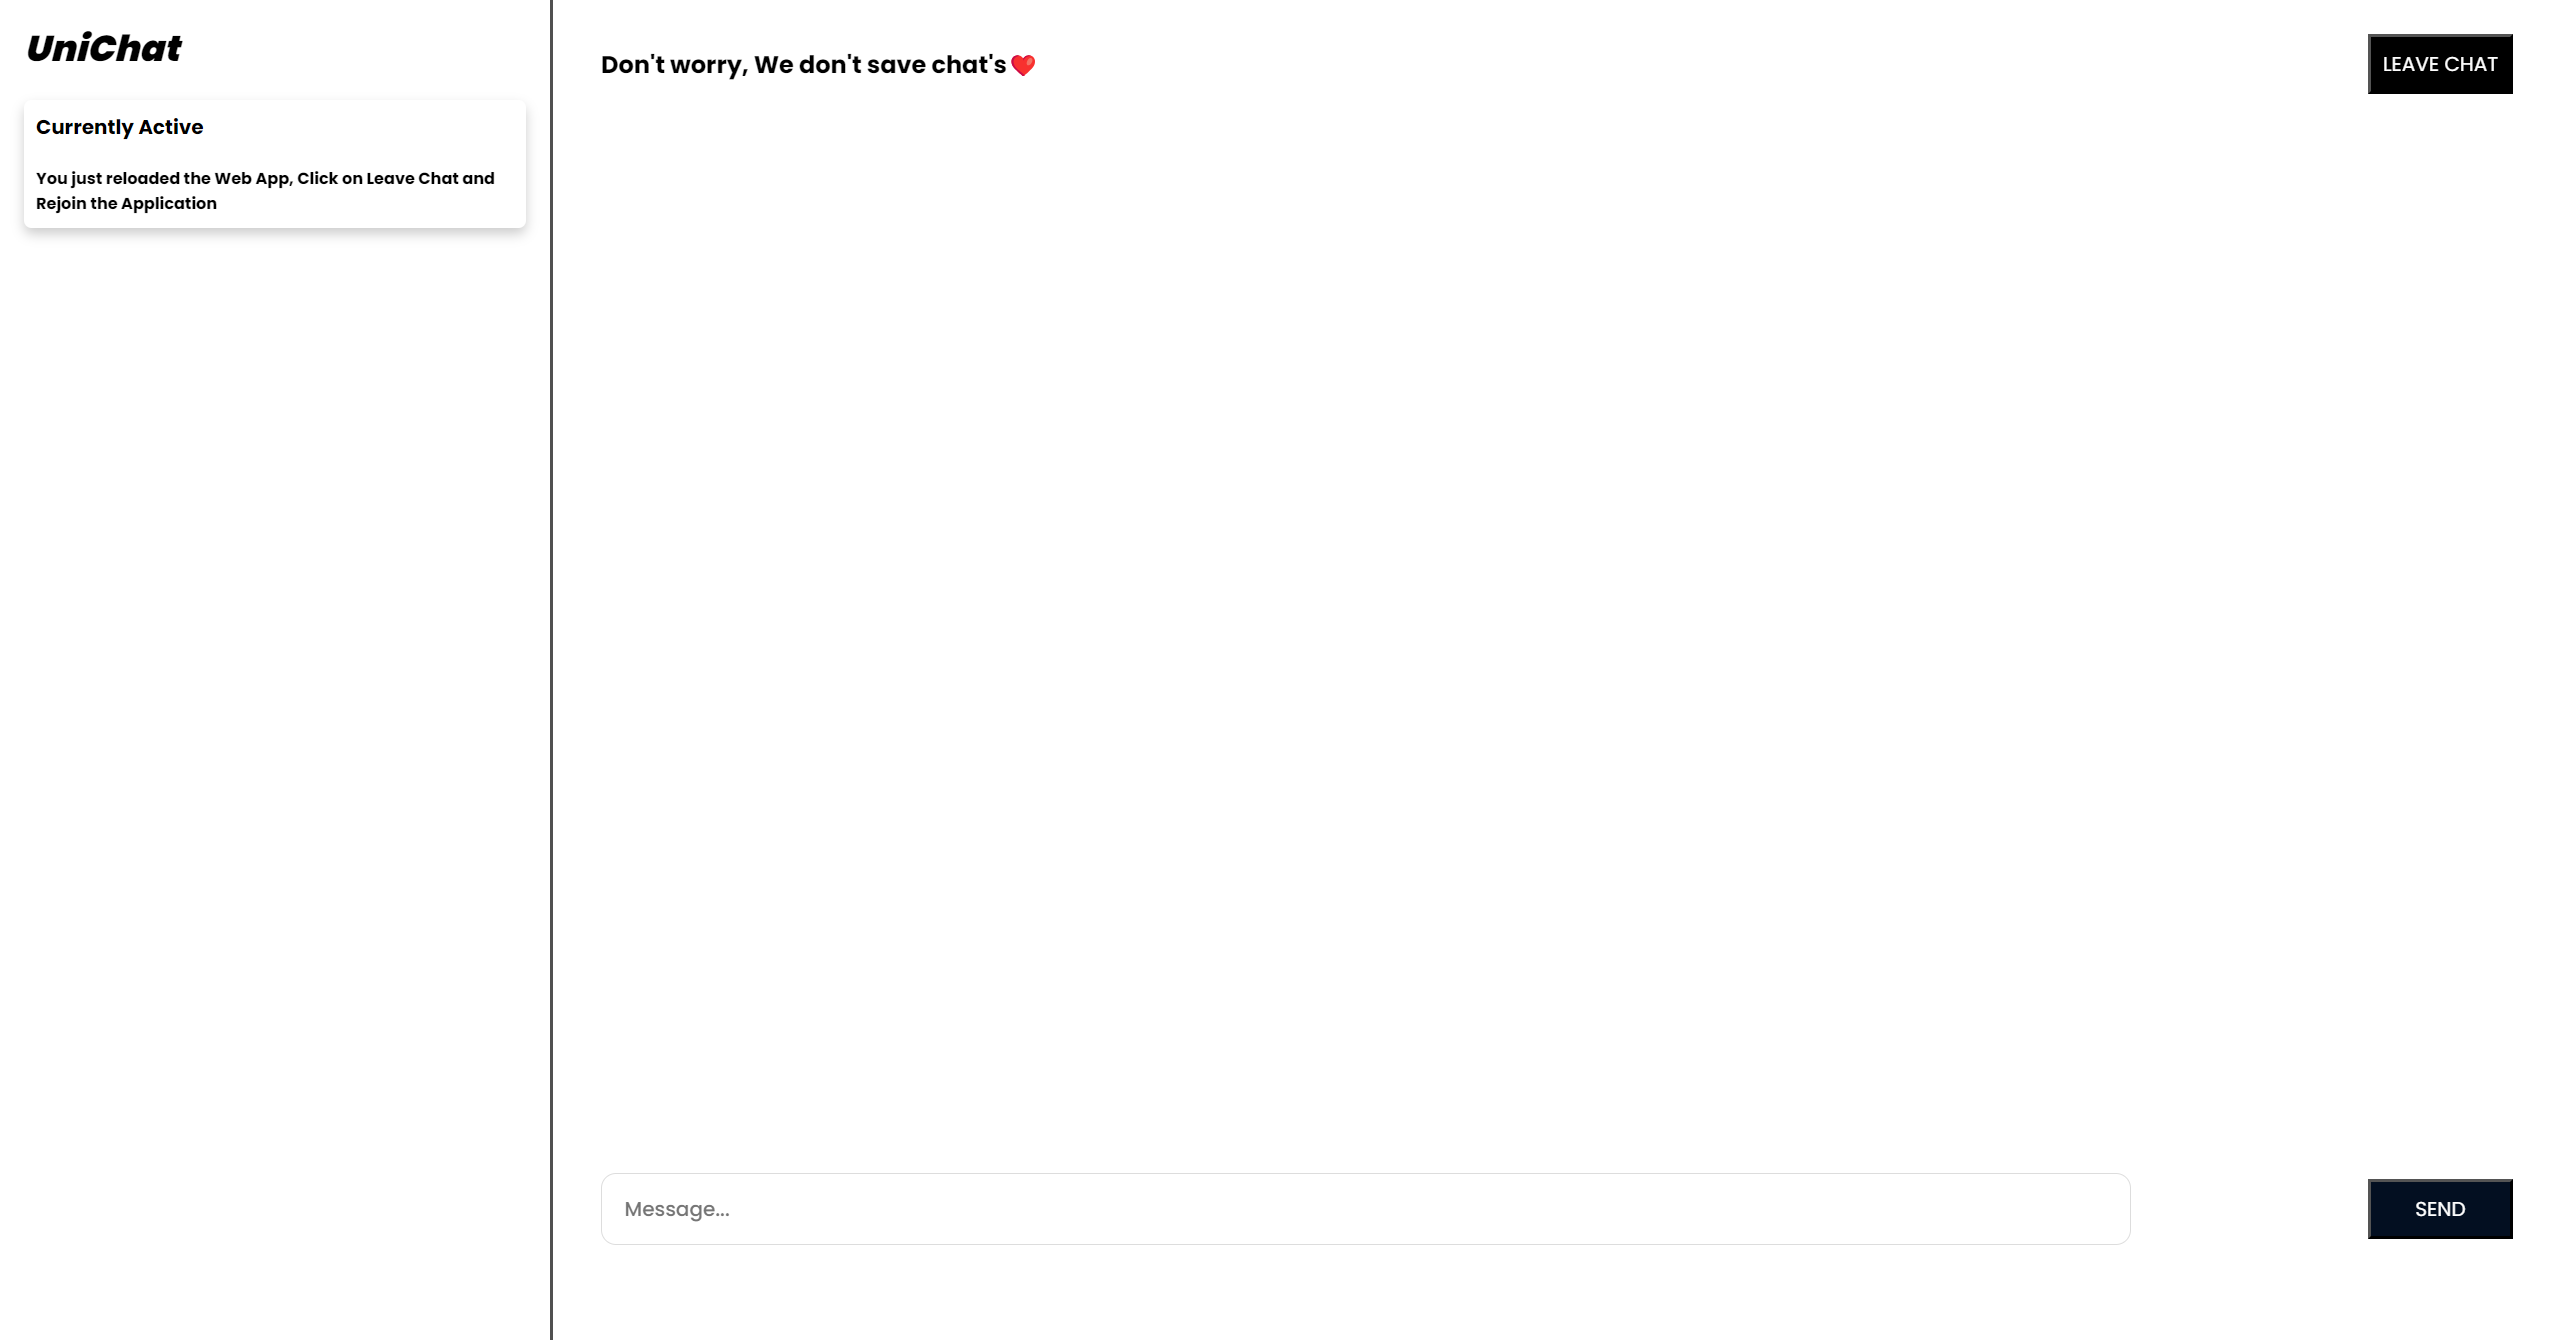 UniChat
Currently Active
You just reloaded the Web App, Click on Leave Chat and
Rejoin the Application
Don't worry, We don't save chat's ❤️
LEAVE CHAT
Message...
SEND